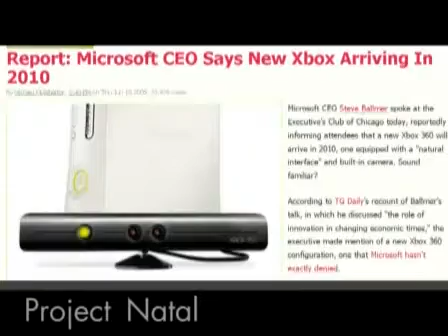 Report: Microsoft CEO Says New Xbox Arriving In
2010
Microsoft CEO Steve Ballmer spoke at the
Executive's Club of Chicago today, reportedly
informing attendees that a new Xbox 360 will
arrive in 2010, one equipped with a "natural
interface" and built-in camera. Sound
familiar?
According to TG Daily's recount of Ballmer's
talk, in which he discussed "the role of
innovation in changing economic times," the
executive made mention of a new Xbox 360
configuration, one that Microsoft hasn't
exactly denied.
XBOX 360
Project Natal